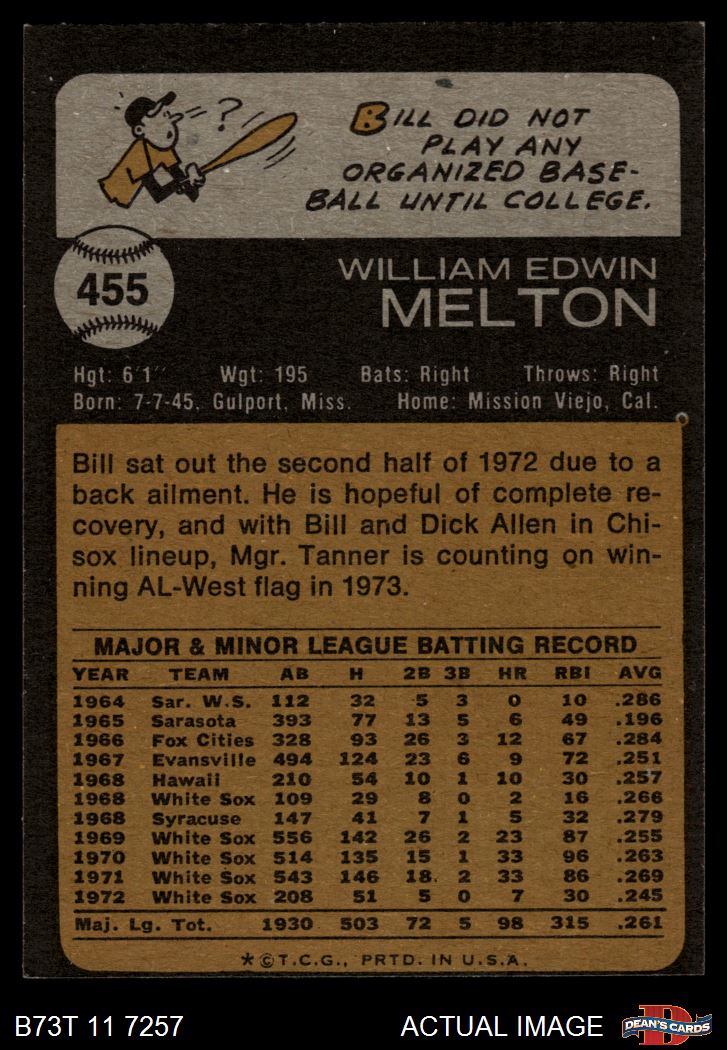 ?
BILL DID NOT
PLAY ANY
ORGANIZED BASE-
BALL UNTIL COLLEGE.
455
WILLIAM EDWIN
MELTON
Hgt: 6'1" Wgt: 195 Bats: Right Throws: Right
Born: 7-7-45, Gulport, Miss. Home: Mission Viejo, Cal.
Bill sat out the second half of 1972 due to a
back ailment. He is hopeful of complete re-
covery, and with Bill and Dick Allen in Chi-
sox lineup, Mgr. Tanner is counting on win-
ning AL-West flag in 1973.
MAJOR & MINOR LEAGUE BATTING RECORD
YEAR TEAM AB H 2B 3B HR RBI AVG
1964 Sar. W.S. 112 32 5 3 0 10 .286
1965 Sarasota 393 77 13 5 6 49 .196
1966 Fox Cities 328 93 26 3 12 67 .284
1967 Evansville 494 124 23 6 9 72 .251
1968 Hawaii 210 54 10 1 10 30 .257
1968 White Sox 109 29 8 0 2 16 .266
1968 Syracuse 147 41 7 1 5 32 .279
1969 White Sox 556 142 26 2 23 87 .255
1970 White Sox 514 135 15 1 33 96 .263
1971 White Sox 543 146 18 2 33 86 .269
1972 White Sox 208 51 5 0 7 30 .245
Maj. Lg. Tot. 1930 503 72 5 98 315 .261
*©T.C.G., PRTD. IN U.S.A.
B73T 11 7257 ACTUAL IMAGE D DEAN'S CARDS